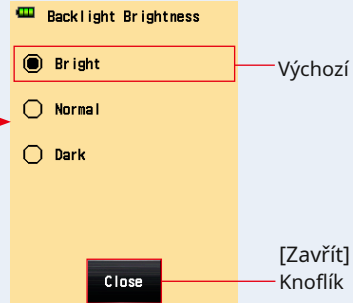 Backlight Brightness
Bright
Výchozí
Normal
Dark
[Zavřít]
Close
Knoflík